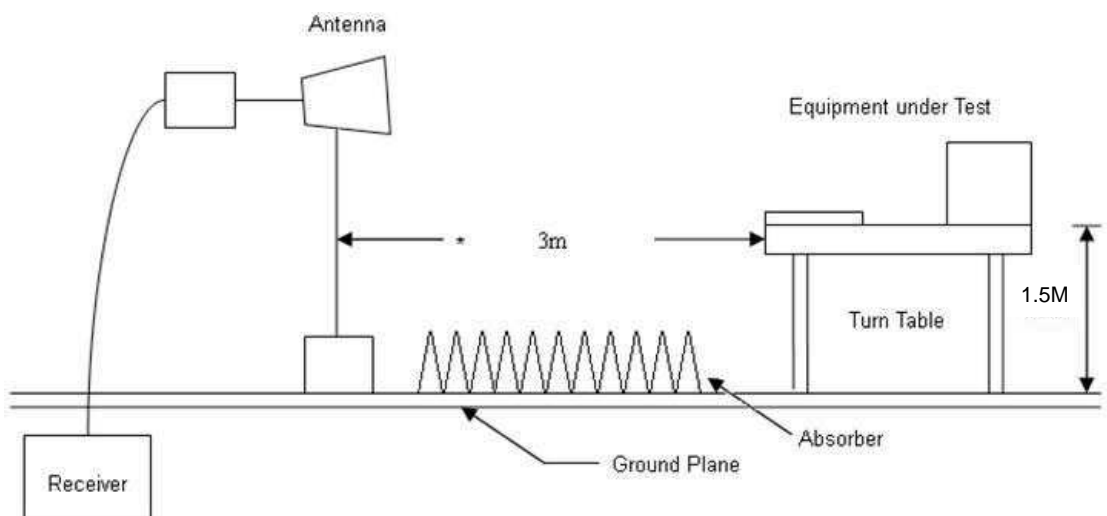 Antenna
Equipment under Test
* 3m
1.5M
Turn Table
Absorber
Ground Plane
Receiver